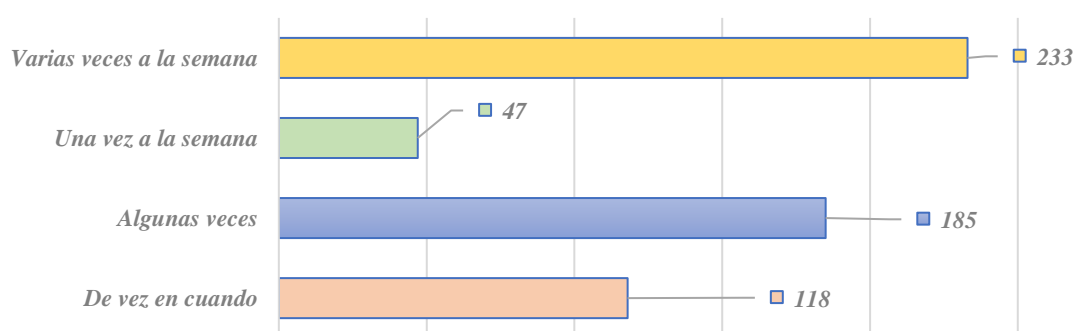 Varias veces a la semana 233
Una vez a la semana 47
Algunas veces 185
De vez en cuando 118